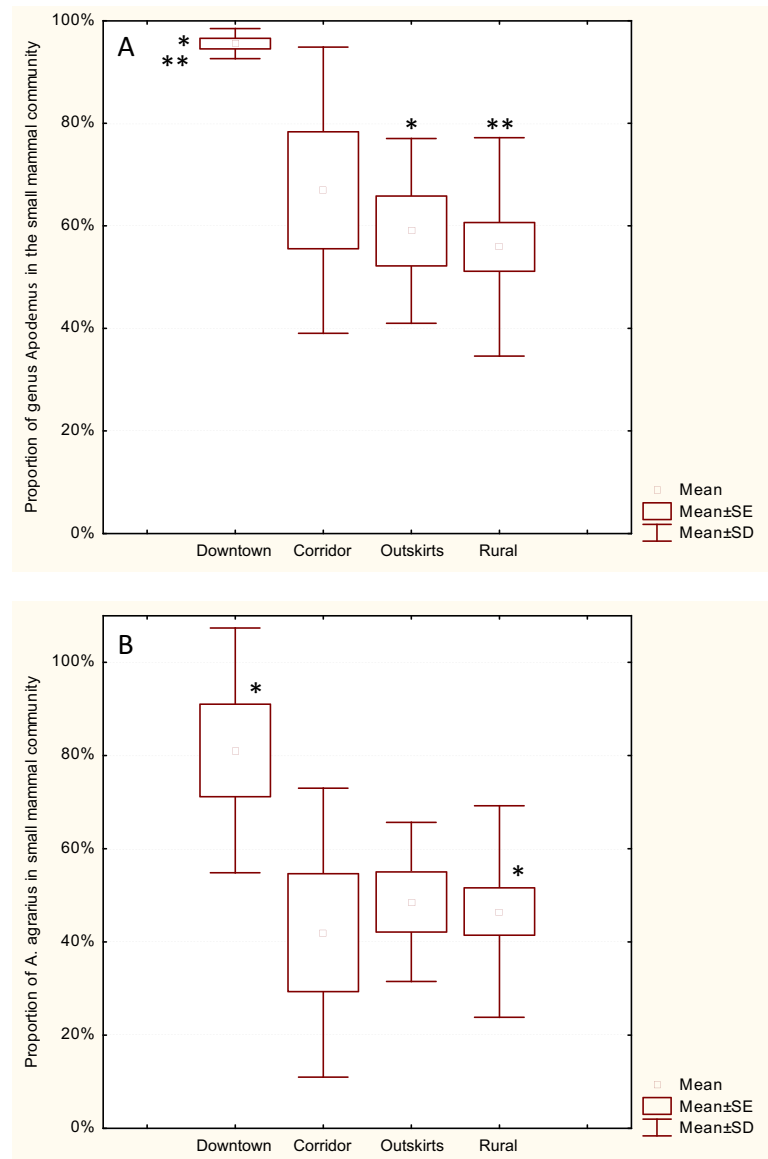 A
Proportion of genus Apodemus in the small mammal community
100%
80%
60%
40%
20%
0%
*
**
*
**
Downtown Corridor Outskirts Rural
Mean
Mean±SE
Mean±SD
B
Proportion of A. agrarius in small mammal community
100%
80%
60%
40%
20%
0%
*
*
Downtown Corridor Outskirts Rural
Mean
Mean±SE
Mean±SD